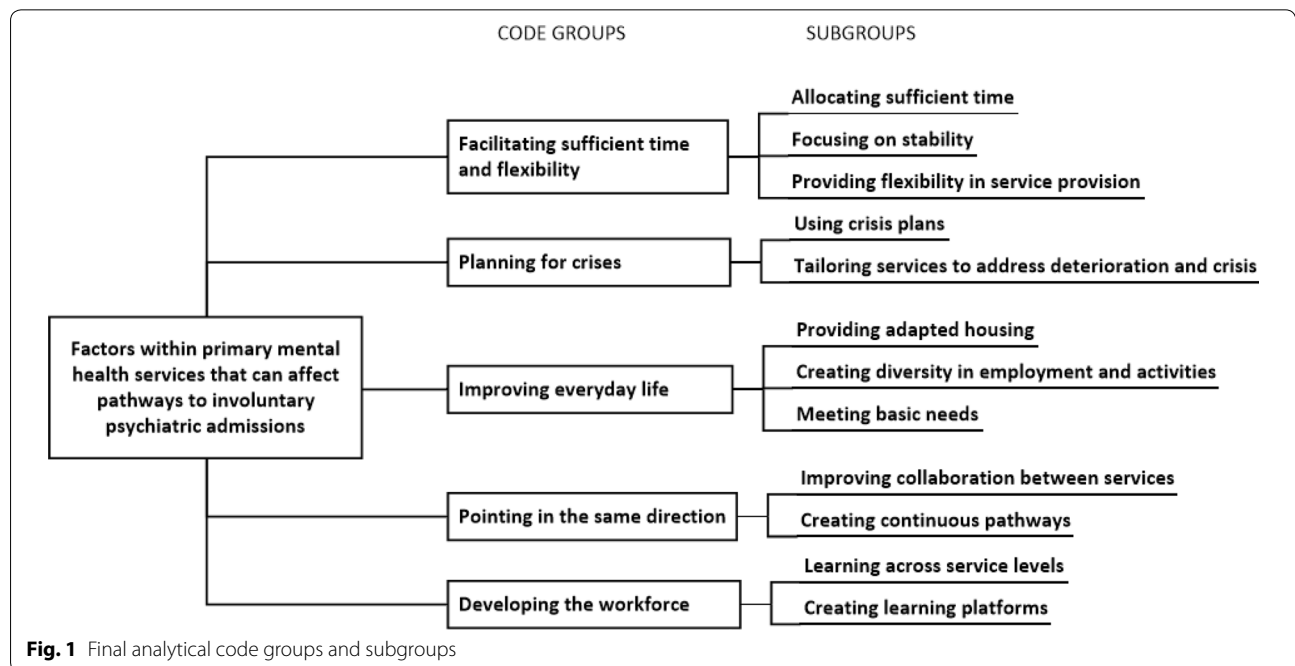 CODE GROUPS
SUBGROUPS
Factors within primary mental
health services that can affect
pathways to involuntary
psychiatric admissions
Facilitating sufficient time
and flexibility
Allocating sufficient time
Focusing on stability
Providing flexibility in service provision
Planning for crises
Using crisis plans
Tailoring services to address deterioration and crisis
Improving everyday life
Providing adapted housing
Creating diversity in employment and activities
Meeting basic needs
Pointing in the same direction
Improving collaboration between services
Creating continuous pathways
Developing the workforce
Learning across service levels
Creating learning platforms
Fig. 1 Final analytical code groups and subgroups